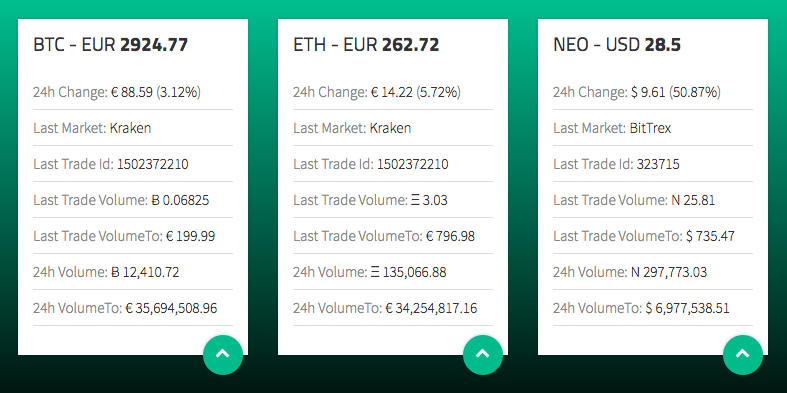 BTC - EUR 2924.77
24h Change: € 88.59 (3.12%)
Last Market: Kraken
Last Trade Id: 1502372210
Last Trade Volume: Ƀ 0.06825
Last Trade VolumeTo: € 199.99
24h Volume: Ƀ 12,410.72
24h VolumeTo: € 35,694,508.96
ETH - EUR 262.72
24h Change: € 14.22 (5.72%)
Last Market: Kraken
Last Trade Id: 1502372210
Last Trade Volume: Ξ 3.03
Last Trade VolumeTo: € 796.98
24h Volume: Ξ 135,066.88
24h VolumeTo: € 34,254,817.16
NEO - USD 28.5
24h Change: $ 9.61 (50.87%)
Last Market: BitTrex
Last Trade Id: 323715
Last Trade Volume: N 25.81
Last Trade VolumeTo: $ 735.47
24h Volume: N 297,773.03
24h VolumeTo: $ 6,977,538.51